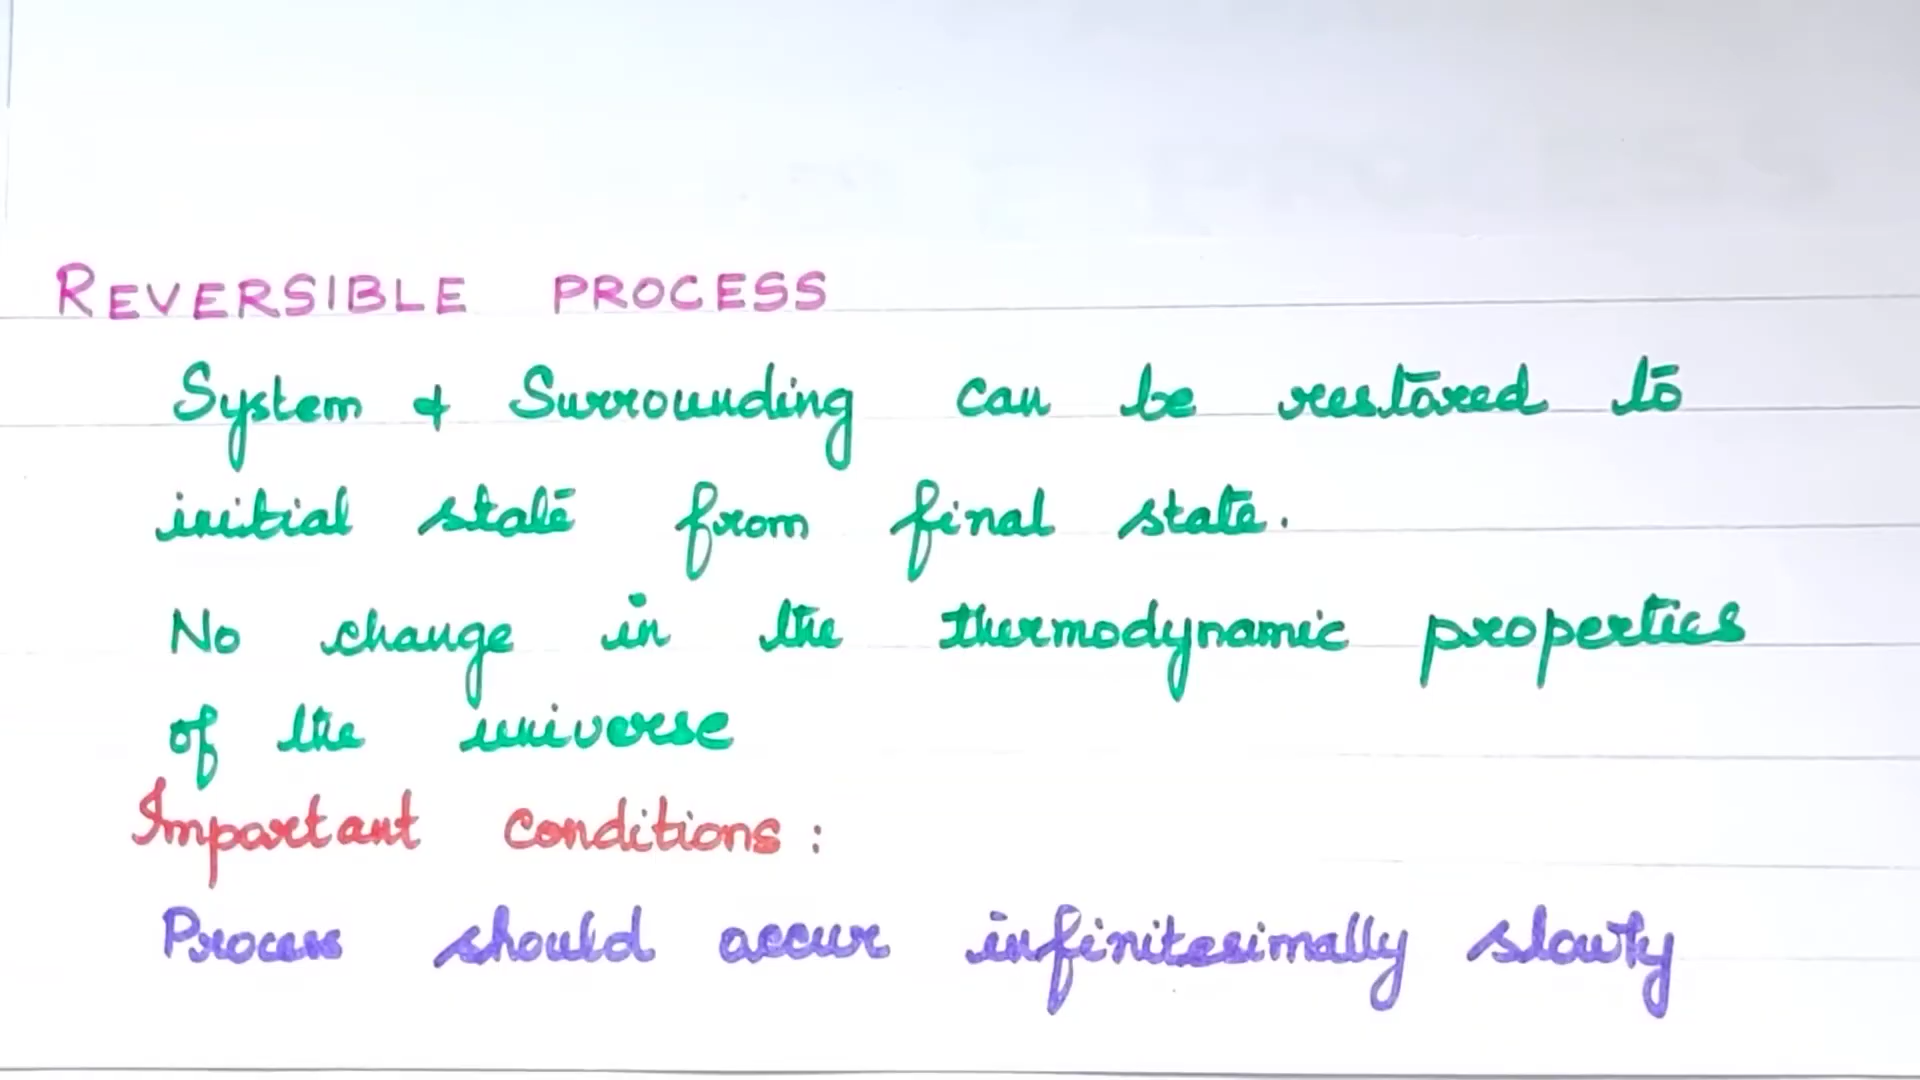 REVERSIBLE PROCESS
System & Surrounding can be restored to
initial state from final state.
No change in the thermodynamic properties
of the universe
Important Conditions:
Process should occur infinitesimally slowly